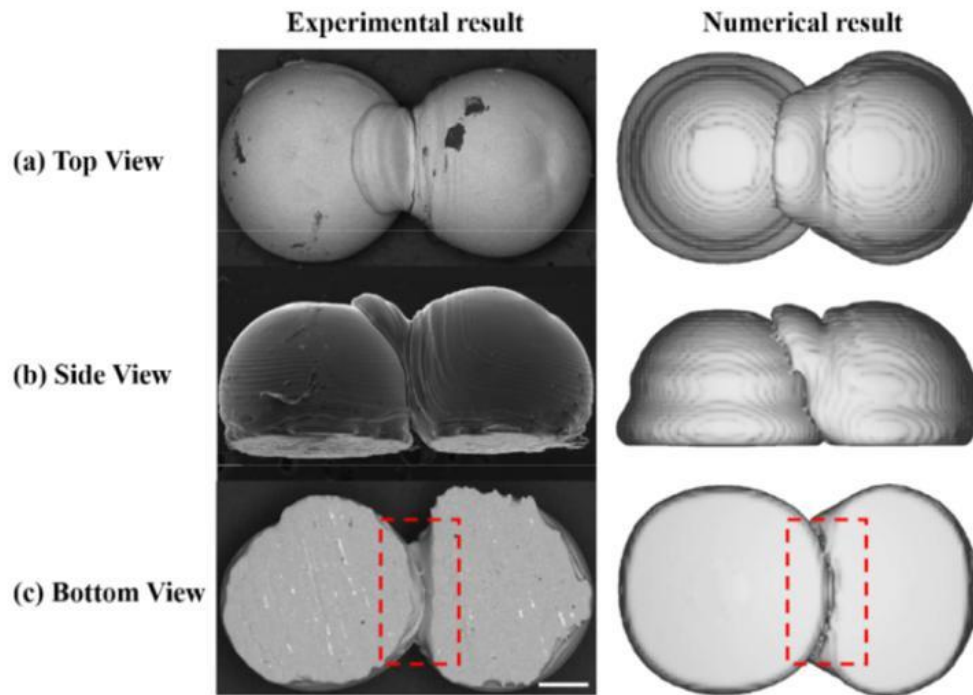 Experimental result
Numerical result
(a) Top View
(b) Side View
(c) Bottom View